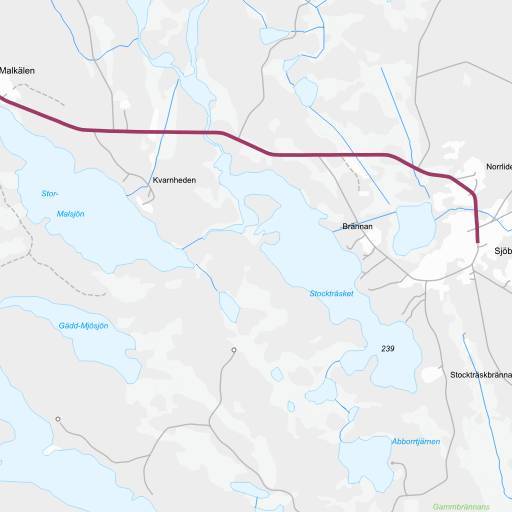 Malkälen
Norrlide
Kvarnheden
Stor-
Malsjön
Brännan
Sjöb
Stockträsket
Gädd-Mjösjön
239
Stockträskbränna
Abborrtjärnen
Gammbrännans